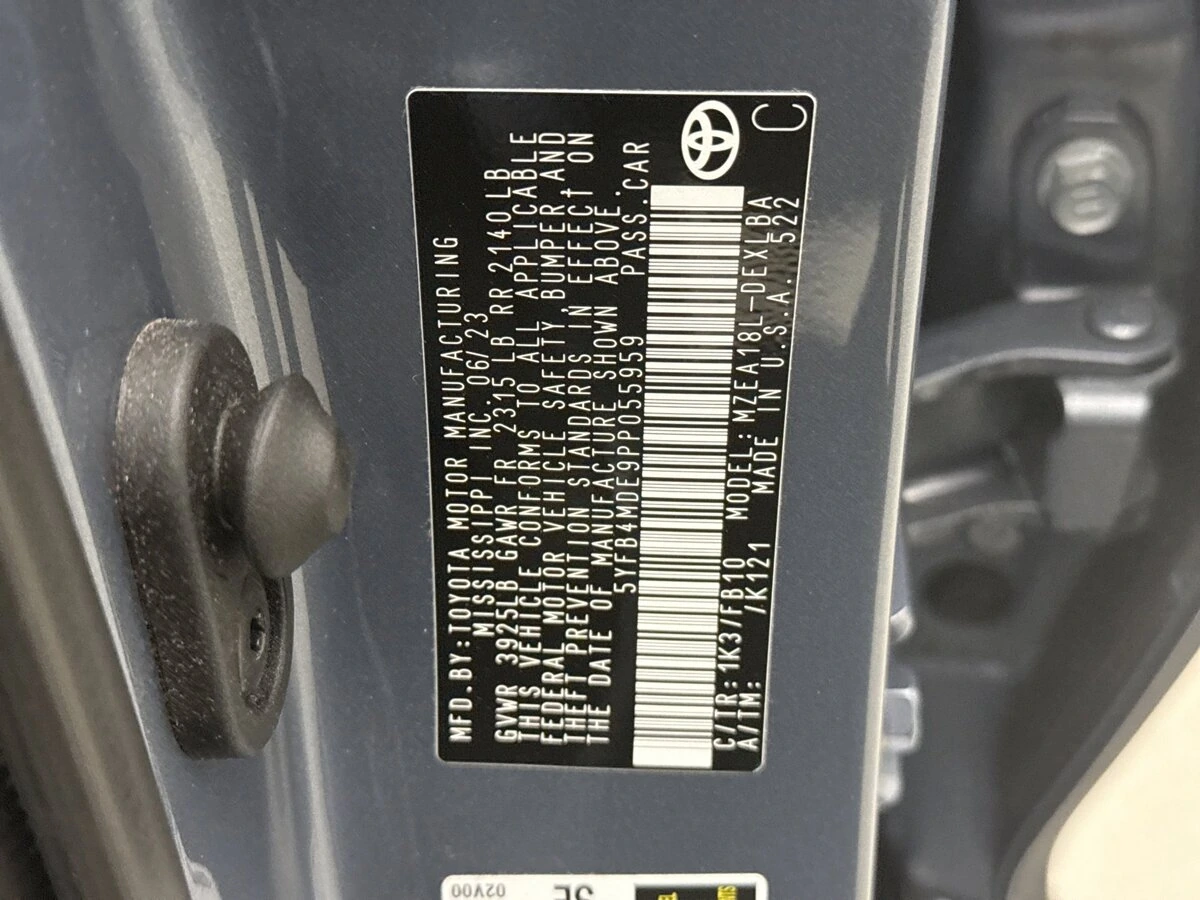 MFD.BY:TOYOTA MOTOR MANUFACTURING
MISSISSIPPI INC. 06/23
GVWR 3925LB GAWR FR 2315 LB RR 2140LB
THIS VEHICLE CONFORMS TO ALL APPLICABLE
FEDERAL MOTOR VEHICLE SAFETY, BUMPER AND
THEFT PREVENTION STANDARDS IN EFFECT ON
THE DATE OF MANUFACTURE SHOWN ABOVE.
5YFB4MDE9PP055959 PASS.CAR
C/TR: 1K3/FB10 MODEL:MZEA18L-DEXLBA
A/TM: /K121 MADE IN U.S.A. 522
C
02V00